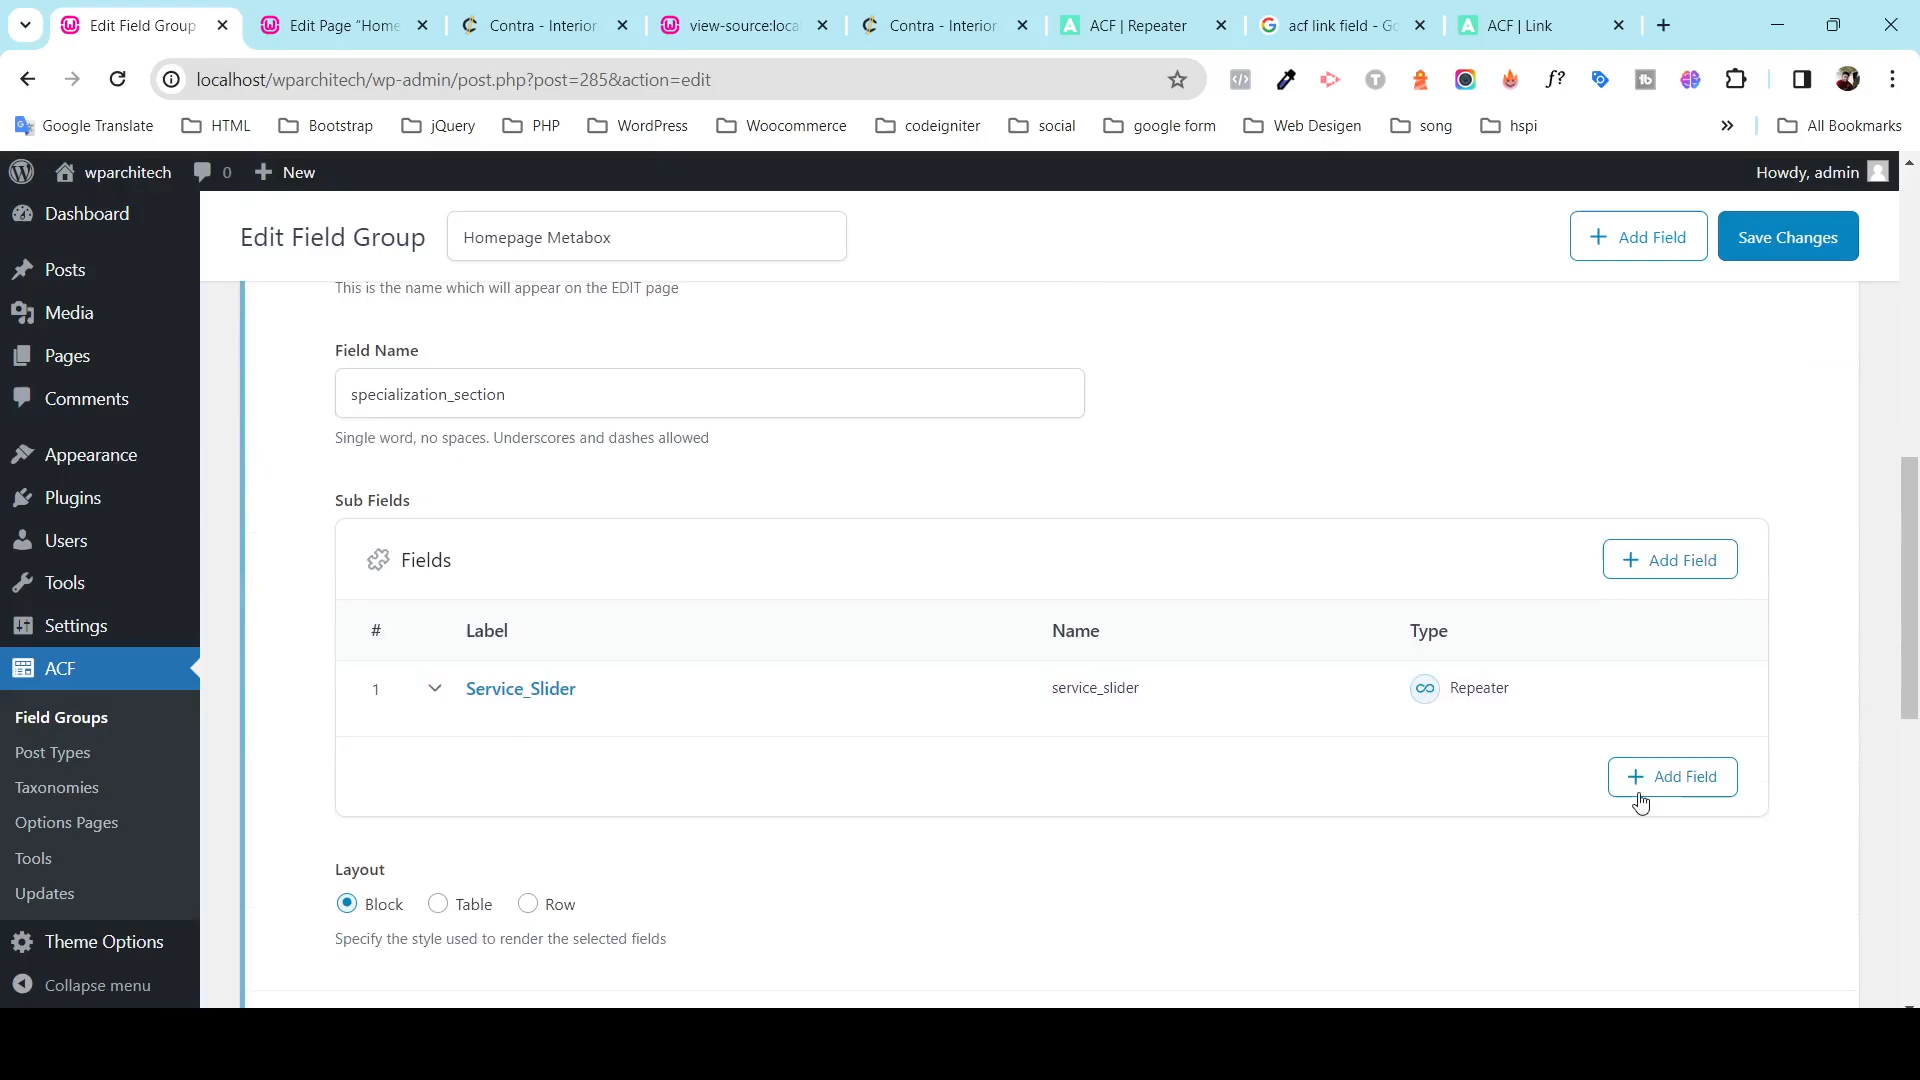 Edit Field Group
Edit Page "Home
Contra - Interior
view-source:loca
Contra - Interior
ACF | Repeater
acf link field - Go
ACF | Link
localhost/wparchitech/wp-admin/post.php?post=285&action=edit
Google Translate
HTML
Bootstrap
jQuery
PHP
WordPress
Woocommerce
codeigniter
social
google form
Web Desigen
song
hspi
All Bookmarks
wparchitech
0
New
Howdy, admin
Dashboard
Posts
Media
Pages
Comments
Appearance
Plugins
Users
Tools
Settings
ACF
Field Groups
Post Types
Taxonomies
Options Pages
Tools
Updates
Theme Options
Collapse menu
Edit Field Group
Homepage Metabox
+ Add Field
Save Changes
This is the name which will appear on the EDIT page
Field Name
specialization_section
Single word, no spaces. Underscores and dashes allowed
Sub Fields
Fields
+ Add Field
# Label Name Type
1 Service_Slider service_slider Repeater
+ Add Field
Layout
Block Table Row
Specify the style used to render the selected fields